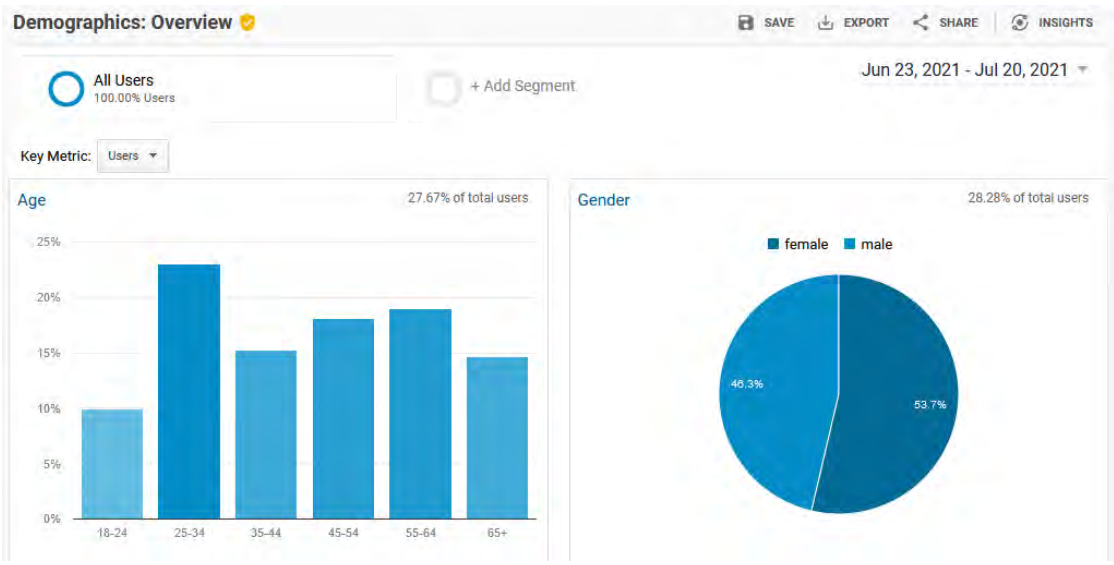 Demographics: Overview
SAVE EXPORT SHARE INSIGHTS
All Users
100.00% Users
+ Add Segment
Jun 23, 2021 - Jul 20, 2021
Key Metric: Users
Age
27.67% of total users
25%
20%
15%
10%
5%
0%
18-24 25-34 35-44 45-54 55-64 65+
Gender
28.28% of total users
female male
46.3%
53.7%